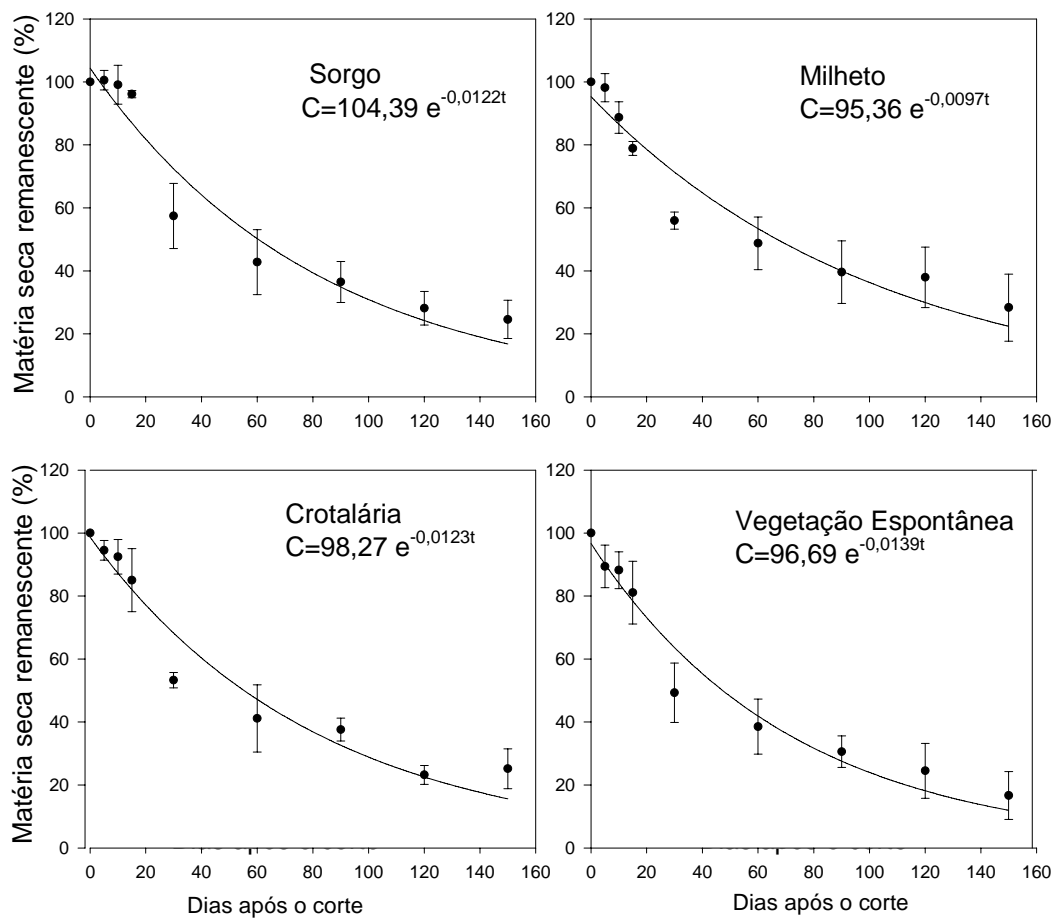 Matéria seca remanescente (%)
120
100
80
60
40
20
0
Sorgo
C=104,39 e^-0,0122t
0 20 40 60 80 100 120 140 160
120
100
80
60
40
20
0
Milheto
C=95,36 e^-0,0097t
0 20 40 60 80 100 120 140 160
Matéria seca remanescente (%)
120
100
80
60
40
20
0
Crotalária
C=98,27 e^-0,0123t
0 20 40 60 80 100 120 140 160
Dias após o corte
120
100
80
60
40
20
0
Vegetação Espontânea
C=96,69 e^-0,0139t
0 20 40 60 80 100 120 140 160
Dias após o corte